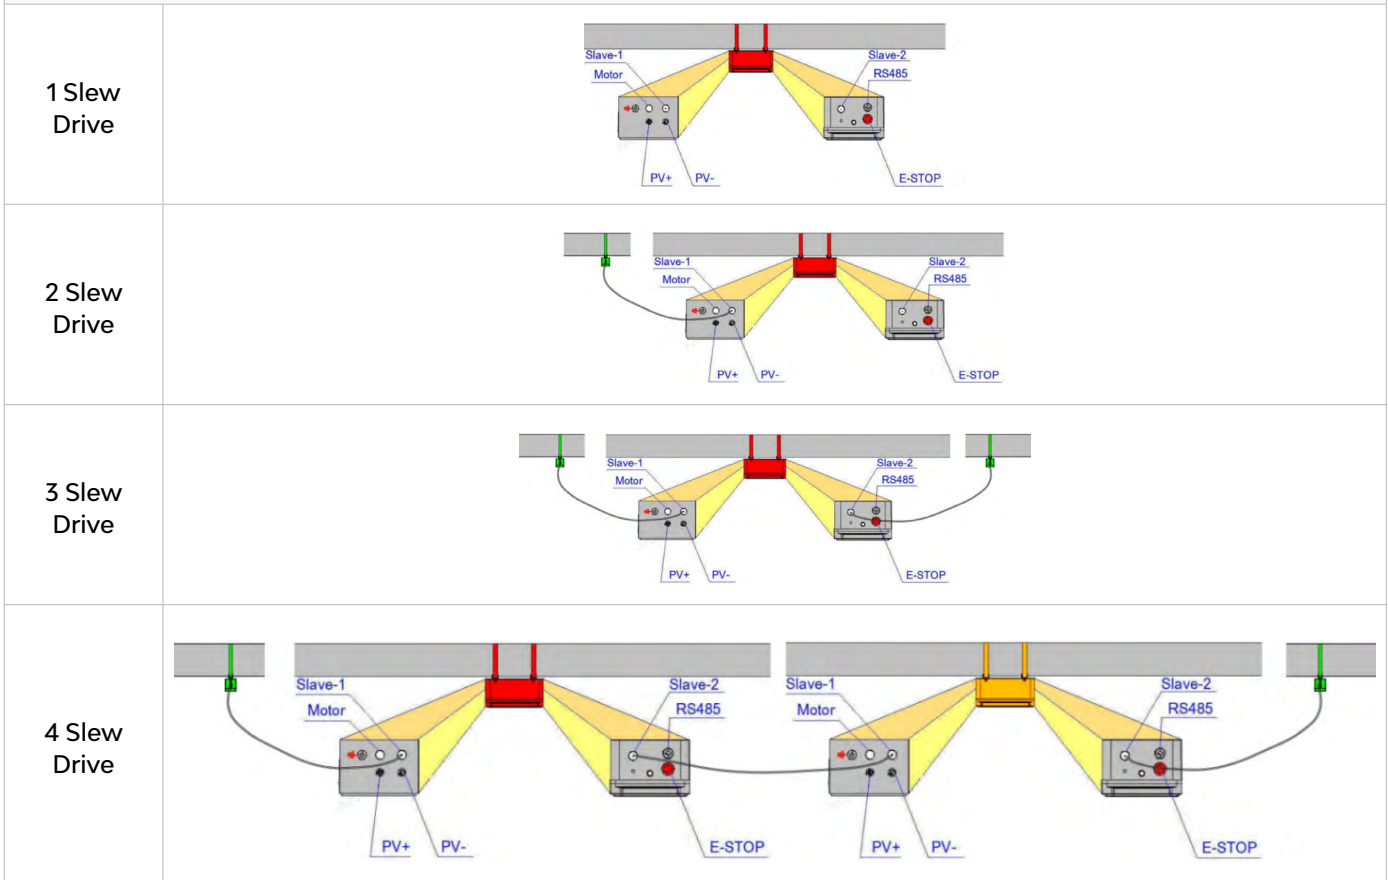 1 Slew
Drive
Slave-1
Motor
Slave-2
RS485
PV+
PV-
E-STOP
2 Slew
Drive
Slave-1
Motor
Slave-2
RS485
PV+
PV-
E-STOP
3 Slew
Drive
Slave-1
Motor
Slave-2
RS485
PV+
PV-
E-STOP
4 Slew
Drive
Slave-1
Motor
Slave-2
RS485
Slave-1
Motor
Slave-2
RS485
PV+
PV-
E-STOP
PV+
PV-
E-STOP